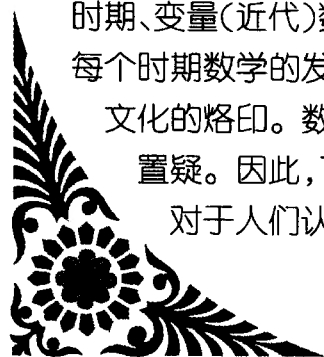 时期、变量(近代)数
每个时期数学的发
文化的烙印。数
置疑。因此,
对于人们认